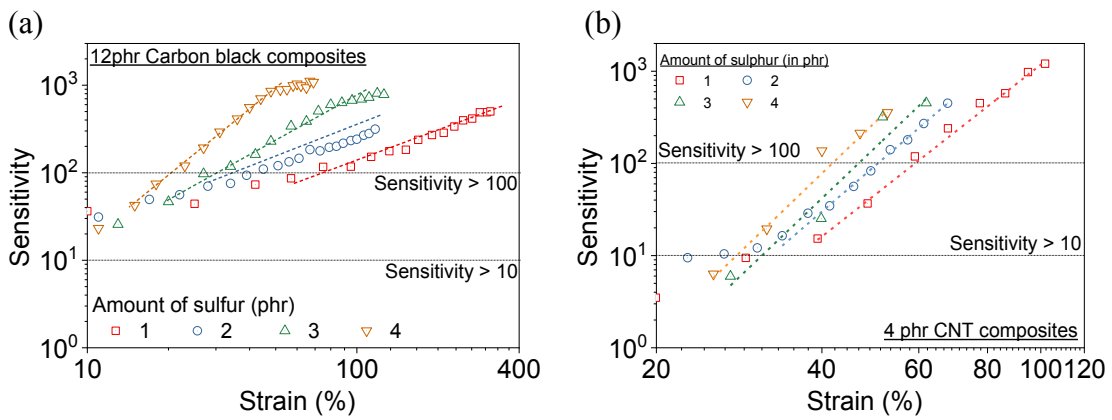 (a)
12phr Carbon black composites
10³
10²
10¹
10⁰
Sensitivity
Sensitivity > 100
Sensitivity > 10
Amount of sulfur (phr)
1 2 3 4
10 100 400
Strain (%)
(b)
Amount of sulphur (in phr)
1 2
3 4
10³
10²
10¹
10⁰
Sensitivity
Sensitivity > 100
Sensitivity > 10
4 phr CNT composites
20 40 60 80 100 120
Strain (%)